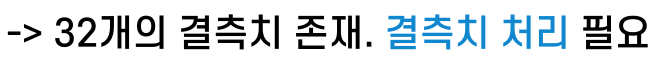 -> 32개의 결측치 존재. 결측치 처리 필요